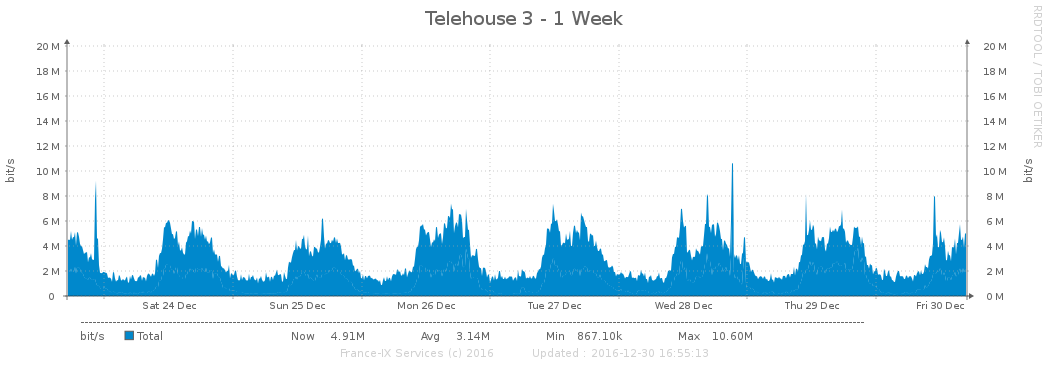 Telehouse 3 - 1 Week
RRDTOOL / TOBI OETIKER
bit/s
bit/s
20 M 20 M
18 M 18 M
16 M 16 M
14 M 14 M
12 M 12 M
10 M 10 M
8 M 8 M
6 M 6 M
4 M 4 M
2 M 2 M
0 0 M
Sat 24 Dec Sun 25 Dec Mon 26 Dec Tue 27 Dec Wed 28 Dec Thu 29 Dec Fri 30 Dec
bit/s Total Now 4.91M Avg 3.14M Min 867.10k Max 10.60M
France-IX Services (c) 2016 Updated : 2016-12-30 16:55:13